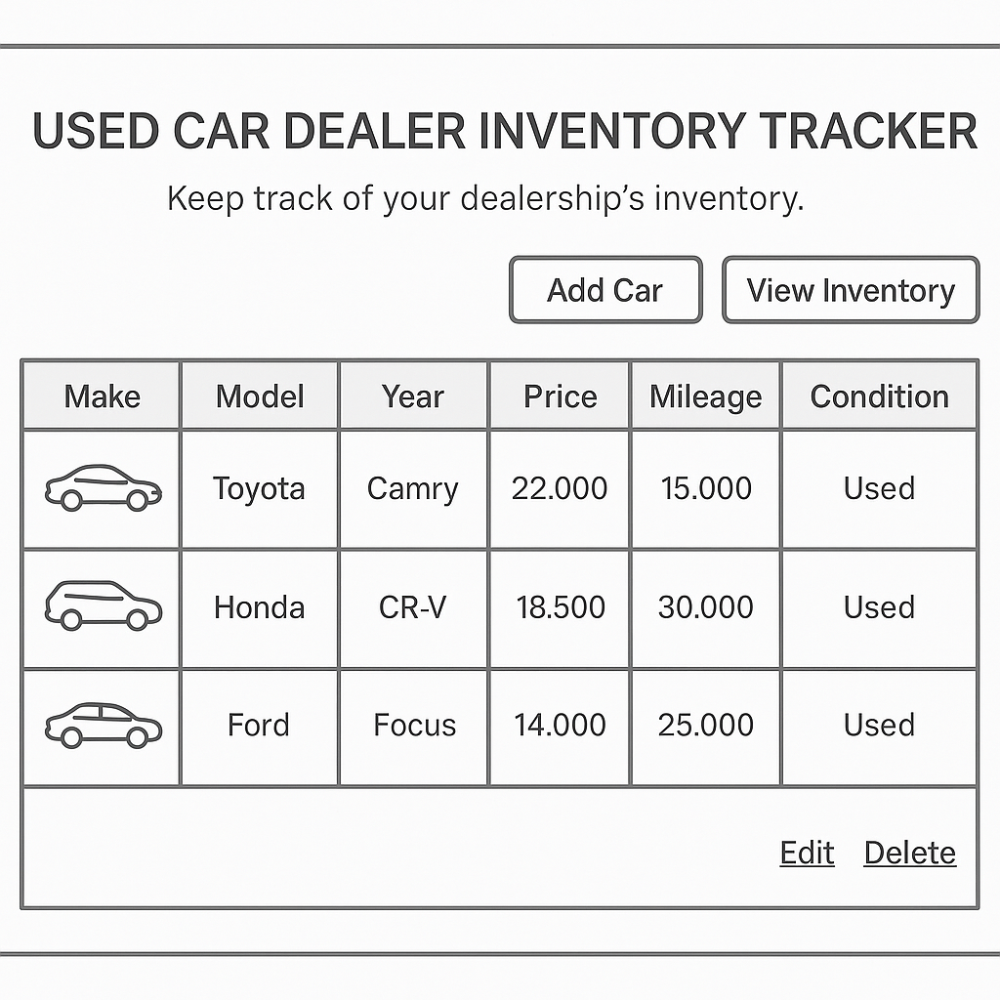 USED CAR DEALER INVENTORY TRACKER
Keep track of your dealership's inventory.
Add Car View Inventory
Make Model Year Price Mileage Condition
Toyota Camry 22.000 15.000 Used
Honda CR-V 18.500 30.000 Used
Ford Focus 14.000 25.000 Used
Edit Delete